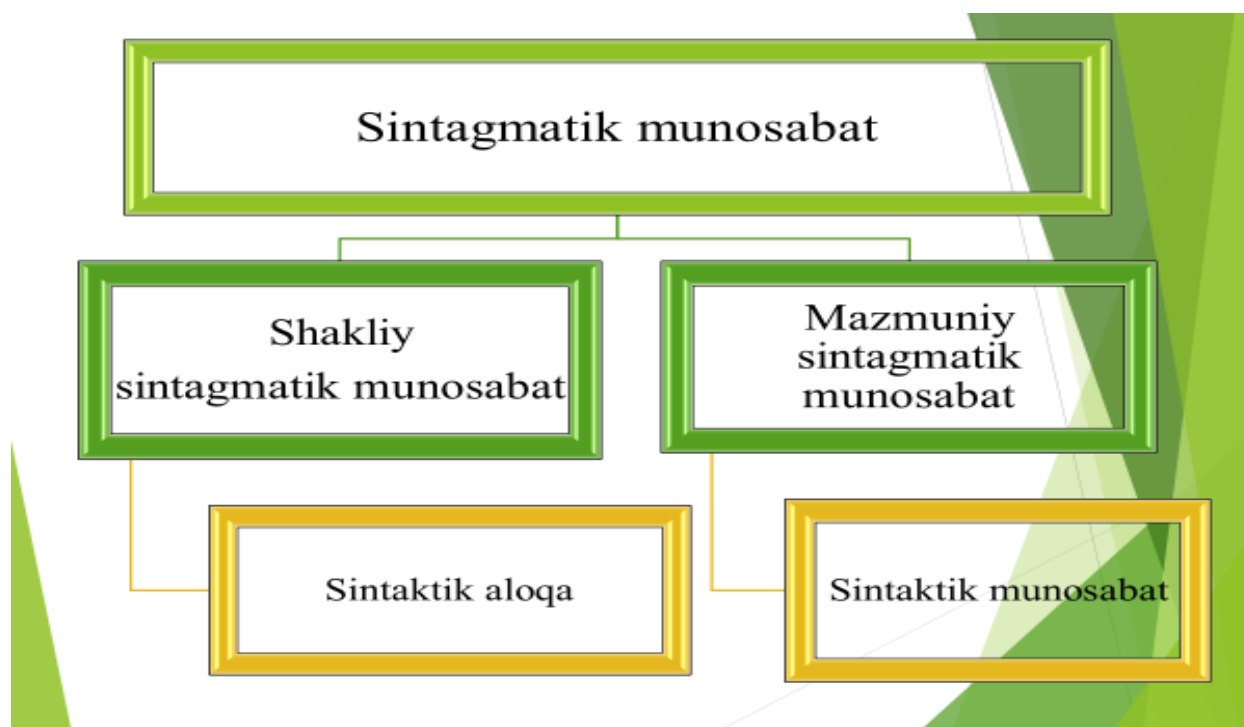 Sintagmatik munosabat
Shakliy
sintagmatik munosabat
Mazmuniy
sintagmatik
munosabat
Sintaktik aloqa
Sintaktik munosabat